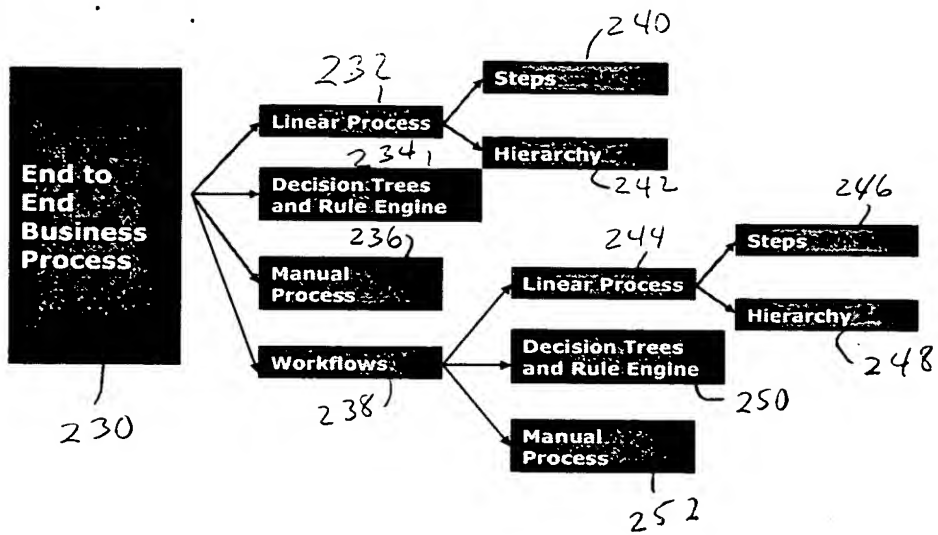 240
232
Steps
Linear Process
Hierarchy
234
242
End to
End
Business
Process
Decision Trees
and Rule Engine
246
236
244
Steps
Manual
Process
Linear Process
Hierarchy
Workflows
Decision Trees
and Rule Engine
248
238
250
230
Manual
Process
252